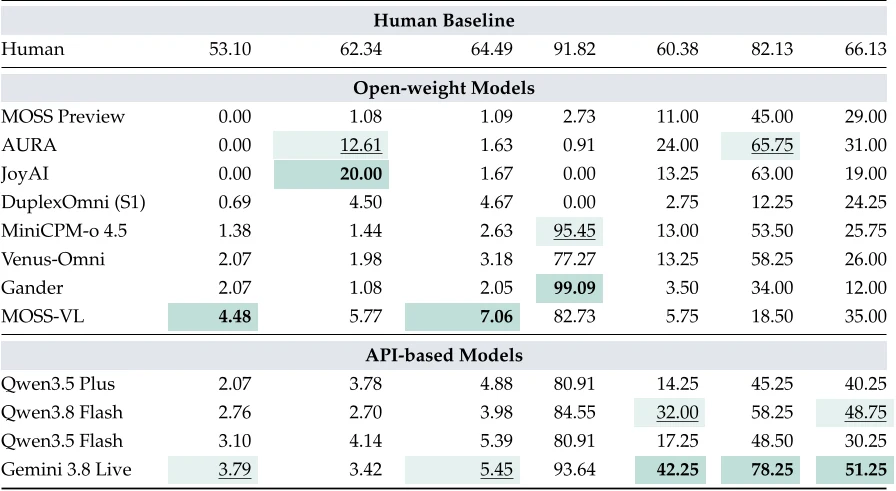 Human Baseline
Human 53.10 62.34 64.49 91.82 60.38 82.13 66.13
Open-weight Models
MOSS Preview 0.00 1.08 1.09 2.73 11.00 45.00 29.00
AURA 0.00 12.61 1.63 0.91 24.00 65.75 31.00
JoyAI 0.00 20.00 1.67 0.00 13.25 63.00 19.00
DuplexOmni (S1) 0.69 4.50 4.67 0.00 2.75 12.25 24.25
MiniCPM-o 4.5 1.38 1.44 2.63 95.45 13.00 53.50 25.75
Venus-Omni 2.07 1.98 3.18 77.27 13.25 58.25 26.00
Gander 2.07 1.08 2.05 99.09 3.50 34.00 12.00
MOSS-VL 4.48 5.77 7.06 82.73 5.75 18.50 35.00
API-based Models
Qwen3.5 Plus 2.07 3.78 4.88 80.91 14.25 45.25 40.25
Qwen3.8 Flash 2.76 2.70 3.98 84.55 32.00 58.25 48.75
Qwen3.5 Flash 3.10 4.14 5.39 80.91 17.25 48.50 30.25
Gemini 3.8 Live 3.79 3.42 5.45 93.64 42.25 78.25 51.25